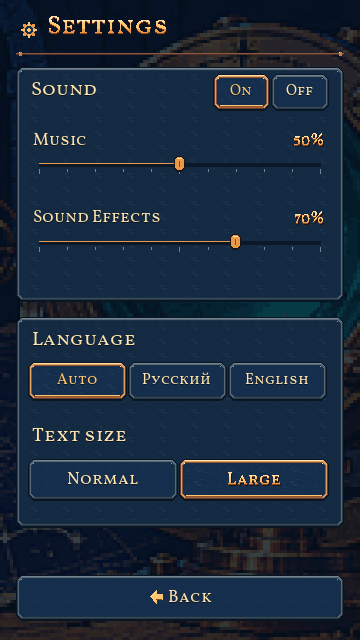 Settings
Sound On Off
Music 50%
Sound Effects 70%
Language
Auto Русский English
Text size
Normal Large
Back